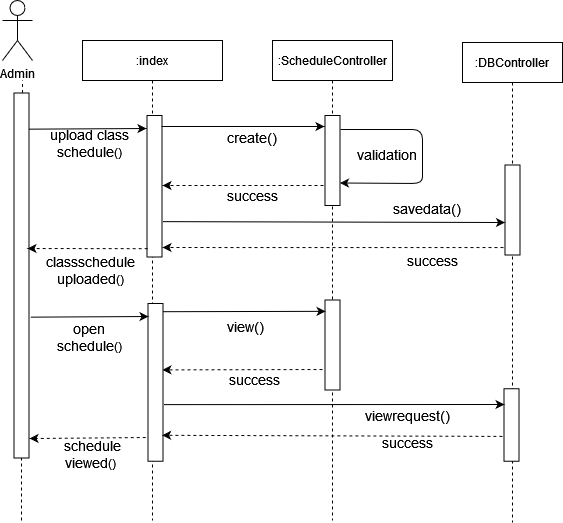 Admin
:index
:ScheduleController
:DBController
upload class
schedule()
create()
validation
success
savedata()
success
classschedule
uploaded()
open
schedule()
view()
success
viewrequest()
success
schedule
viewed()